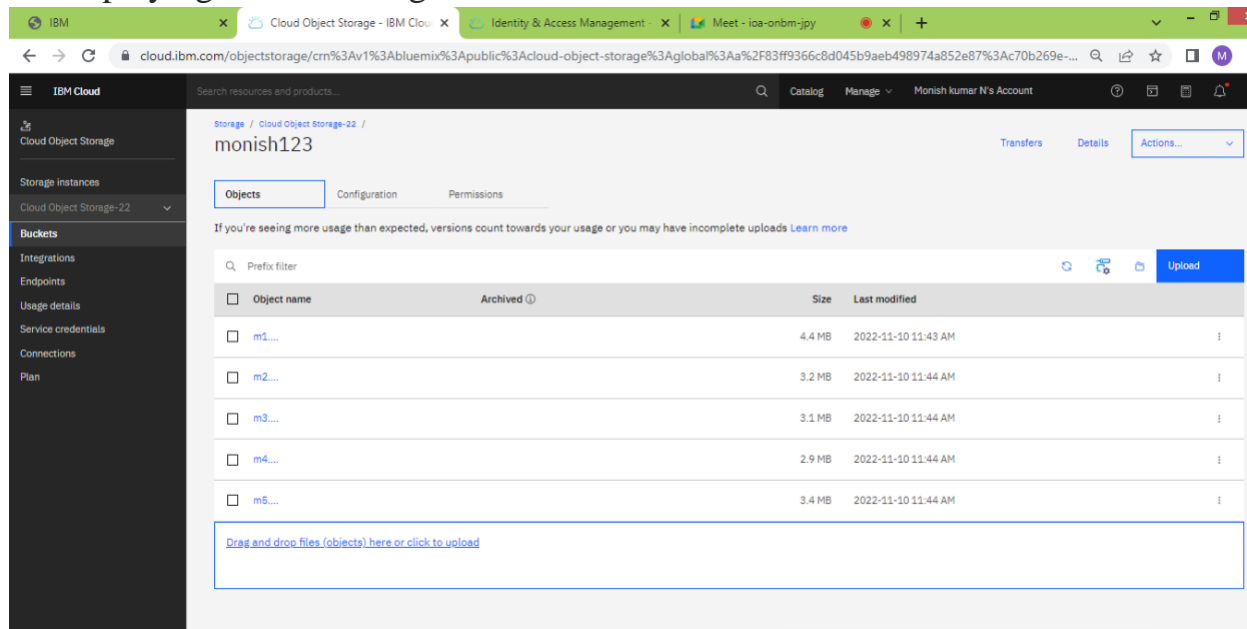 IBM
Cloud Object Storage - IBM Clou
Identity & Access Management -
Meet - ioa-onbm-jpy
cloud.ibm.com/objectstorage/crn%3Av1%3Abluemix%3Apublic%3Acloud-object-storage%3Aglobal%3Aa%2F83ff9366c8d045b9aeb498974a852e87%3Ac70b269e-...
M
IBM Cloud
Search resources and products...
Catalog
Manage
Monish kumar N's Account
Cloud Object Storage
Storage instances
Cloud Object Storage-22
Buckets
Integrations
Endpoints
Usage details
Service credentials
Connections
Plan
Storage / Cloud Object Storage-22 /
monish123
Transfers
Details
Actions...
Objects
Configuration
Permissions
If you're seeing more usage than expected, versions count towards your usage or you may have incomplete uploads Learn more
Prefix filter
Upload
Object name Archived Size Last modified
m1.... 4.4 MB 2022-11-10 11:43 AM
m2.... 3.2 MB 2022-11-10 11:44 AM
m3.... 3.1 MB 2022-11-10 11:44 AM
m4.... 2.9 MB 2022-11-10 11:44 AM
m5.... 3.4 MB 2022-11-10 11:44 AM
Drag and drop files (objects) here or click to upload